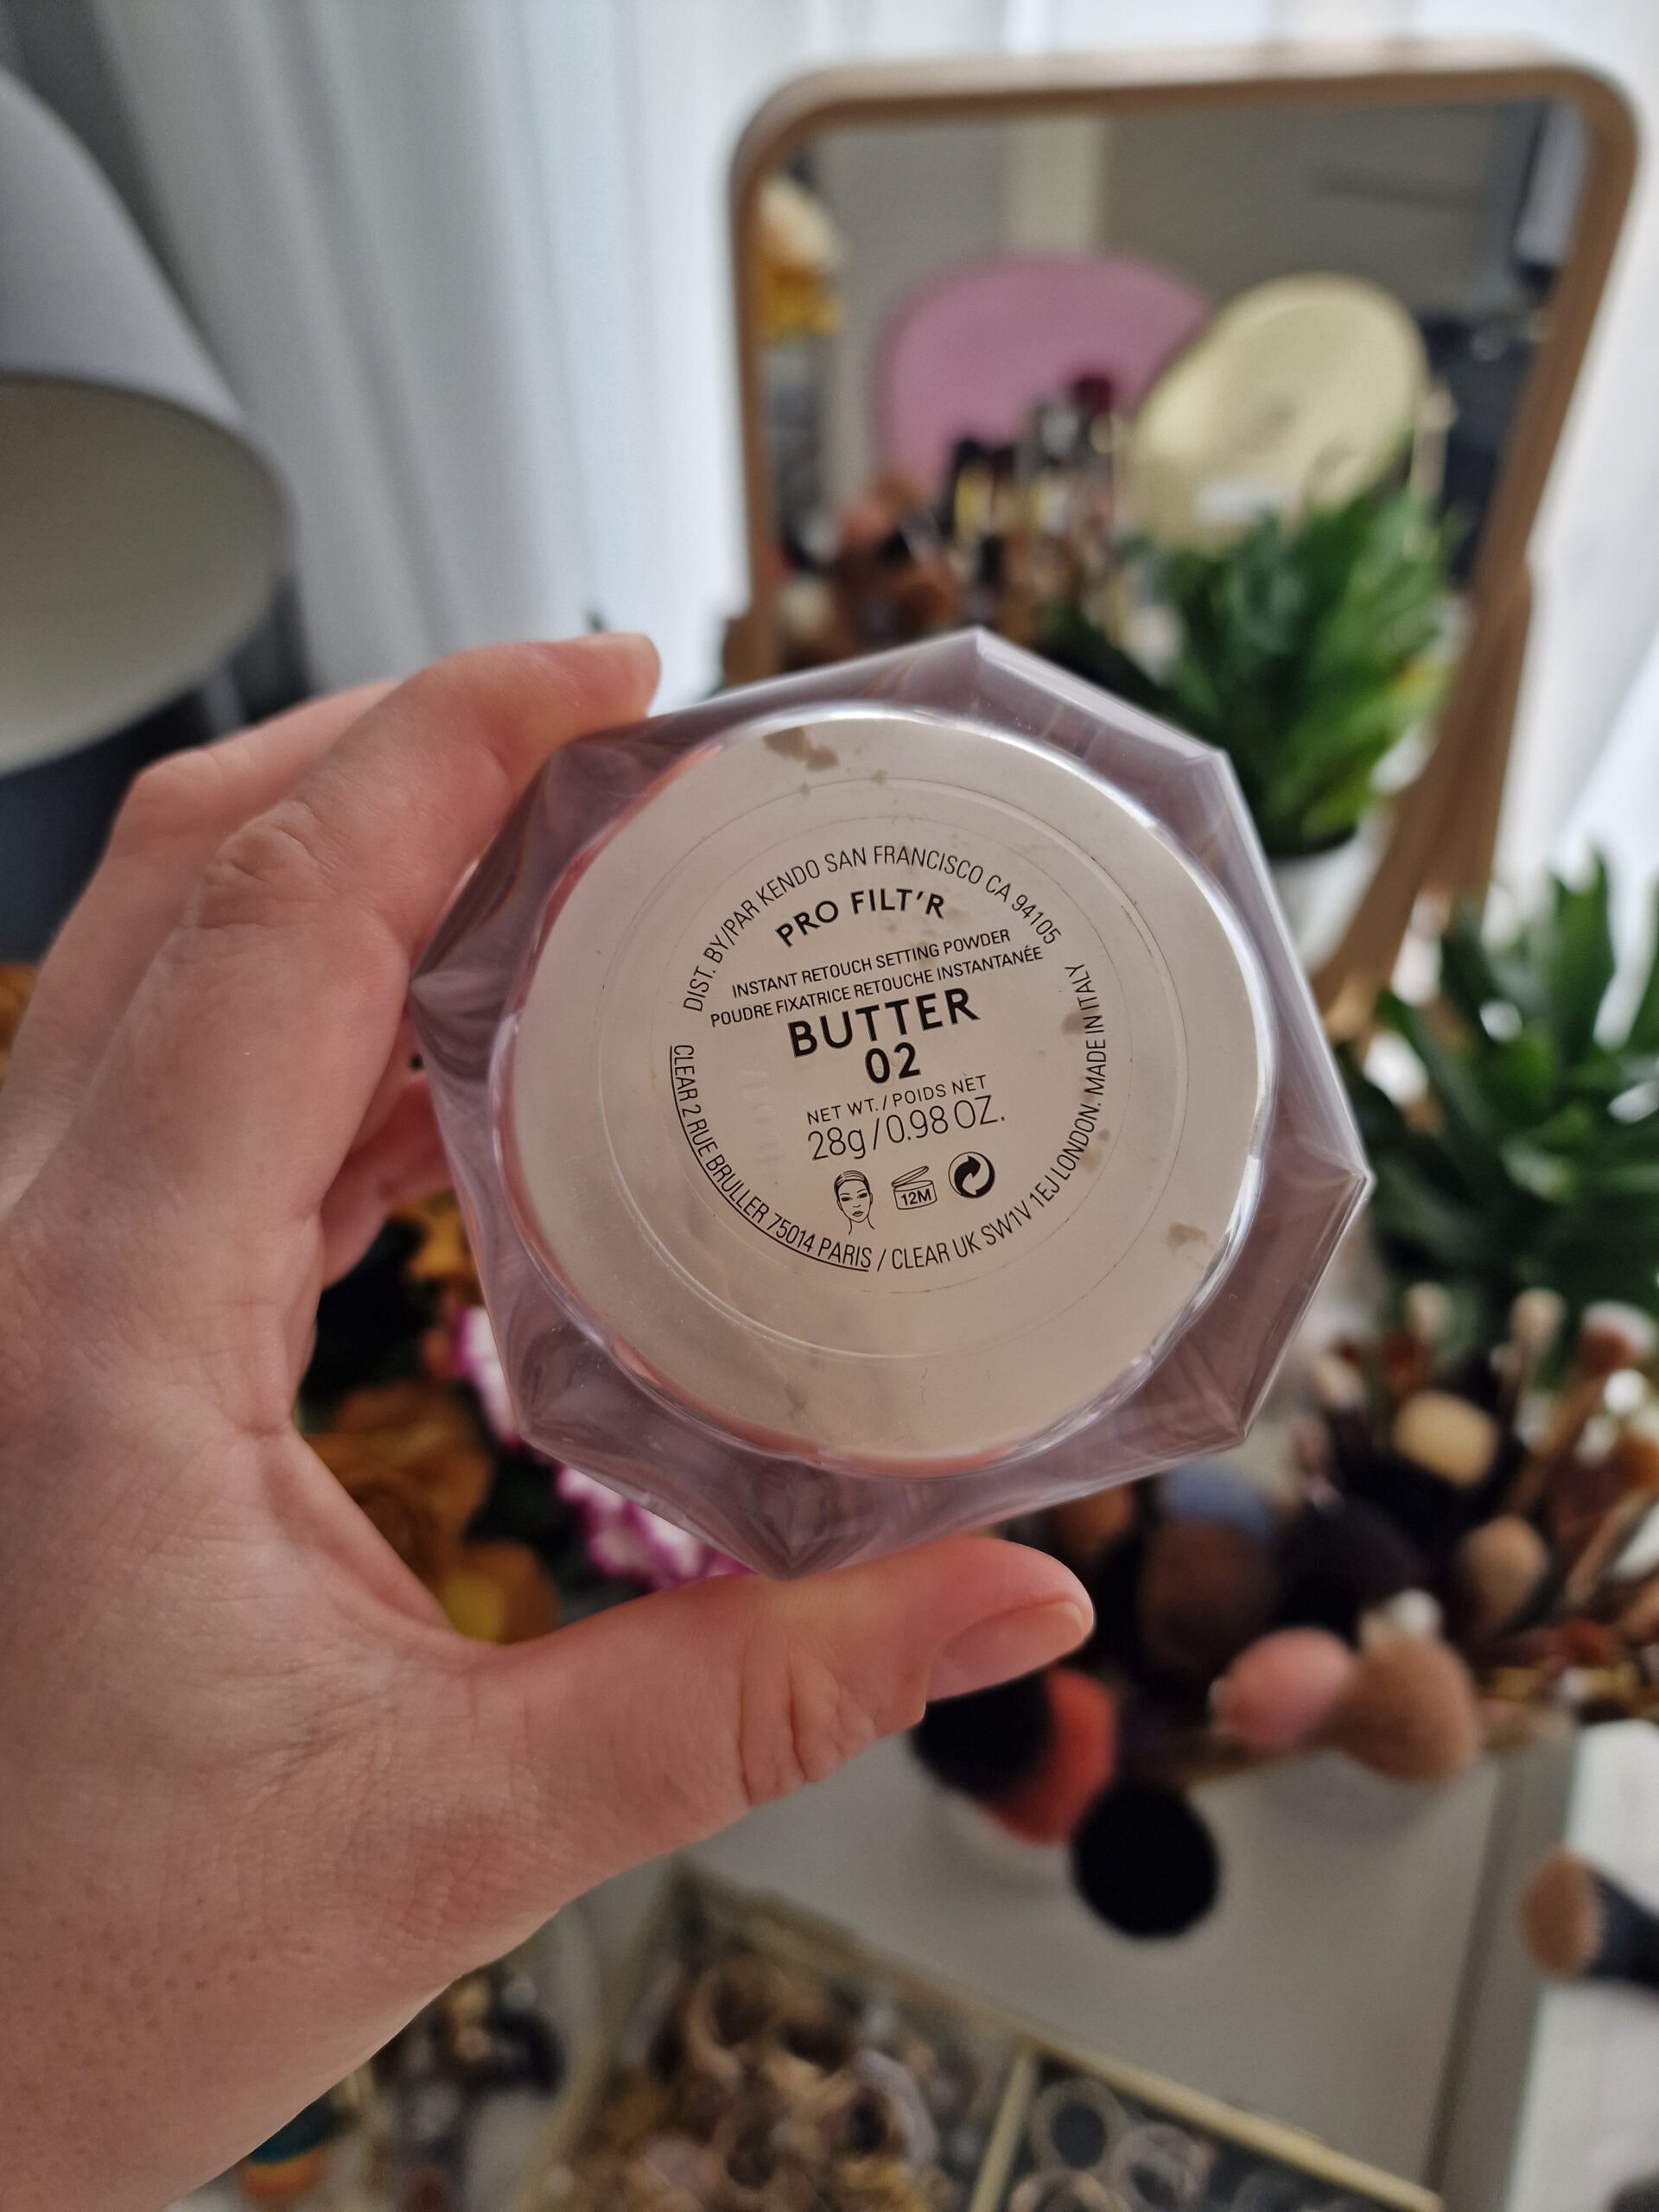 DIST. BY/PAR KENDO SAN FRANCISCO CA 94105
PRO FILT'R
INSTANT RETOUCH SETTING POWDER
POUDRE FIXATRICE RETOUCHE INSTANTANÉE
BUTTER
02
NET WT./POIDS NET
28g/0.98 OZ.
12M
CLEAR 2 RUE BRULLER 75014 PARIS / CLEAR UK SW1V 1EJ LONDON. MADE IN ITALY